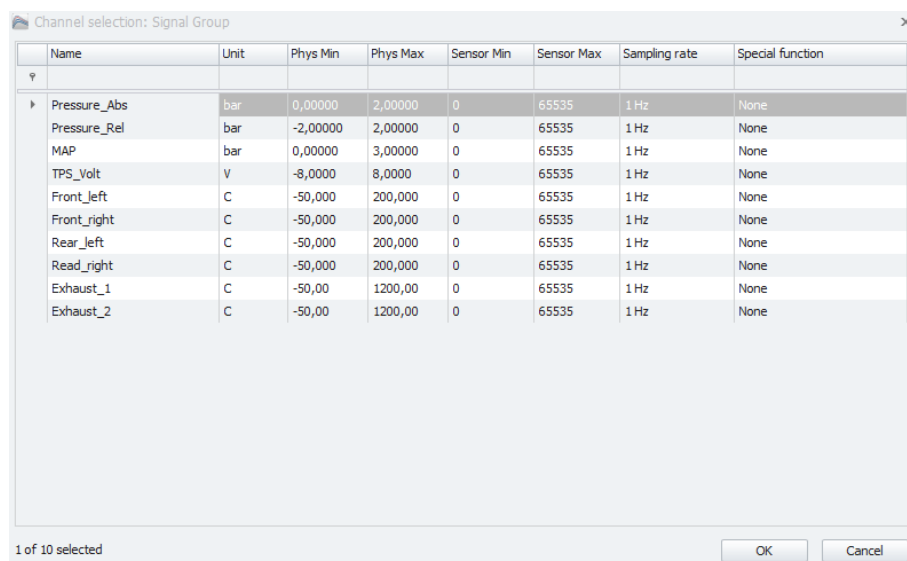 Channel selection: Signal Group
Name Unit Phys Min Phys Max Sensor Min Sensor Max Sampling rate Special function
Pressure_Abs bar 0,00000 2,00000 0 65535 1 Hz None
Pressure_Rel bar -2,00000 2,00000 0 65535 1 Hz None
MAP bar 0,00000 3,00000 0 65535 1 Hz None
TPS_Volt V -8,0000 8,0000 0 65535 1 Hz None
Front_left C -50,000 200,000 0 65535 1 Hz None
Front_right C -50,000 200,000 0 65535 1 Hz None
Rear_left C -50,000 200,000 0 65535 1 Hz None
Read_right C -50,000 200,000 0 65535 1 Hz None
Exhaust_1 C -50,00 1200,00 0 65535 1 Hz None
Exhaust_2 C -50,00 1200,00 0 65535 1 Hz None
1 of 10 selected OK Cancel